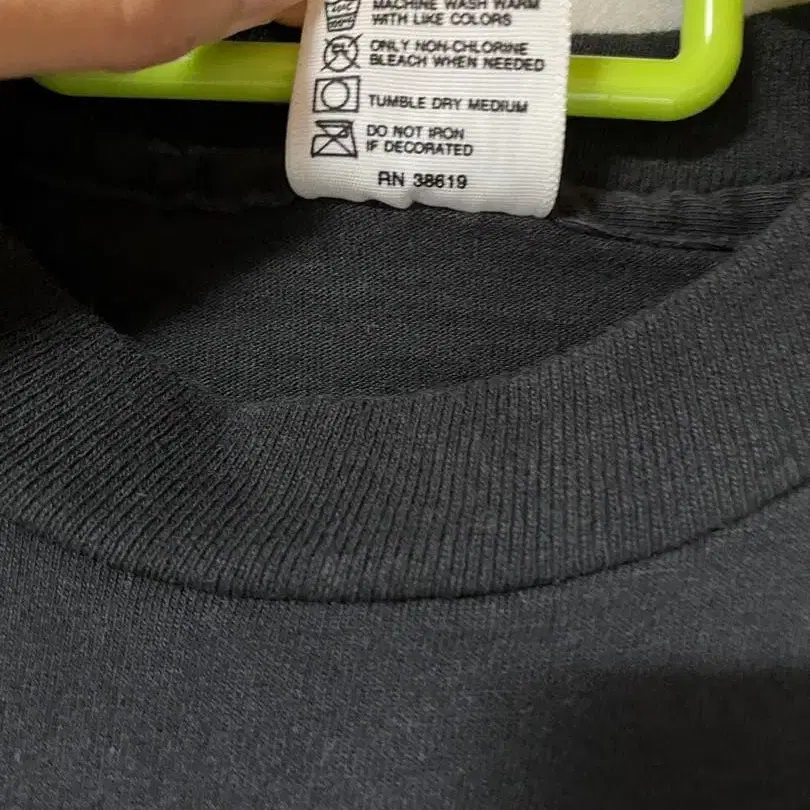 MACHINE WASH WARM
WITH LIKE COLORS
ONLY NON-CHLORINE
BLEACH WHEN NEEDED
TUMBLE DRY MEDIUM
DO NOT IRON
IF DECORATED
RN 38619